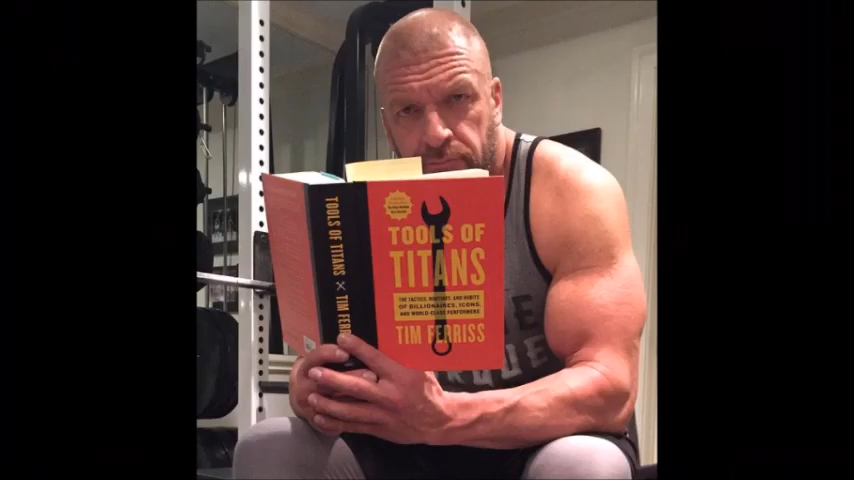 TOOLS OF TITANS
TIM FERR
TOOLS OF
TITANS
THE TACTICS, ROUTINES, AND HABITS
OF BILLIONAIRES, ICONS,
AND WORLD-CLASS PERFORMERS
TIM FERRISS